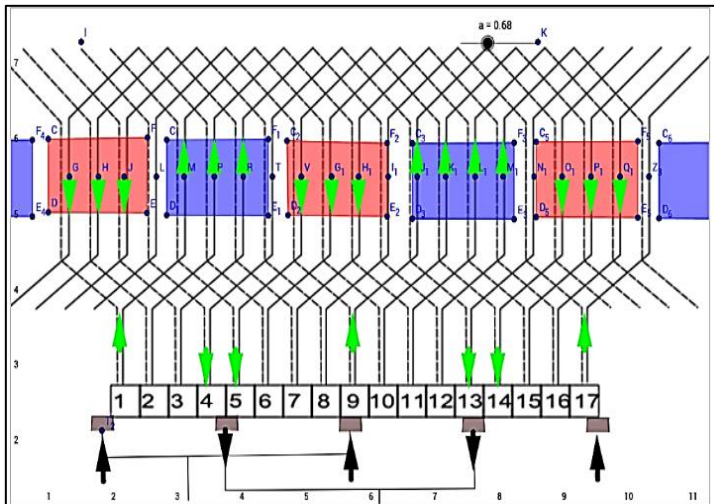 I a = 0.68 K
7
6 F₄ C F C F₁ C₂ F₂ C₃ F₃ C₅ F₅ C₆
G H J L M P R T V G₁ H₁ I₁ J₁ K₁ L₁ M₁ N₁ O₁ P₁ Q₁ Z₃
5 E₄ D E D E₁ D₂ E₂ D₃ E₃ D₅ E₅ D₆
4
3
1 2 3 4 5 6 7 8 9 10 11 12 13 14 15 16 17
2
1 2 3 4 5 6 7 8 9 10 11